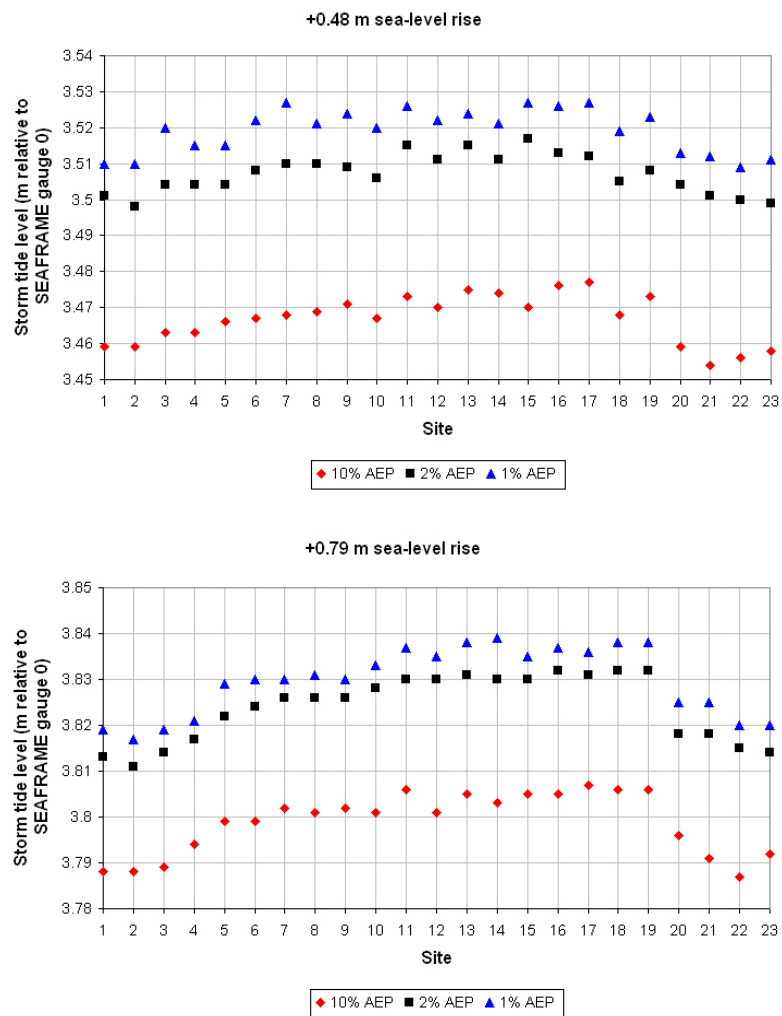 +0.48 m sea-level rise
Storm tide level (m relative to
SEAFRAME gauge 0)
3.54
3.53
3.52
3.51
3.5
3.49
3.48
3.47
3.46
3.45
1 2 3 4 5 6 7 8 9 10 11 12 13 14 15 16 17 18 19 20 21 22 23
Site
10% AEP 2% AEP 1% AEP
+0.79 m sea-level rise
Storm tide level (m relative to
SEAFRAME gauge 0)
3.85
3.84
3.83
3.82
3.81
3.8
3.79
3.78
1 2 3 4 5 6 7 8 9 10 11 12 13 14 15 16 17 18 19 20 21 22 23
Site
10% AEP 2% AEP 1% AEP